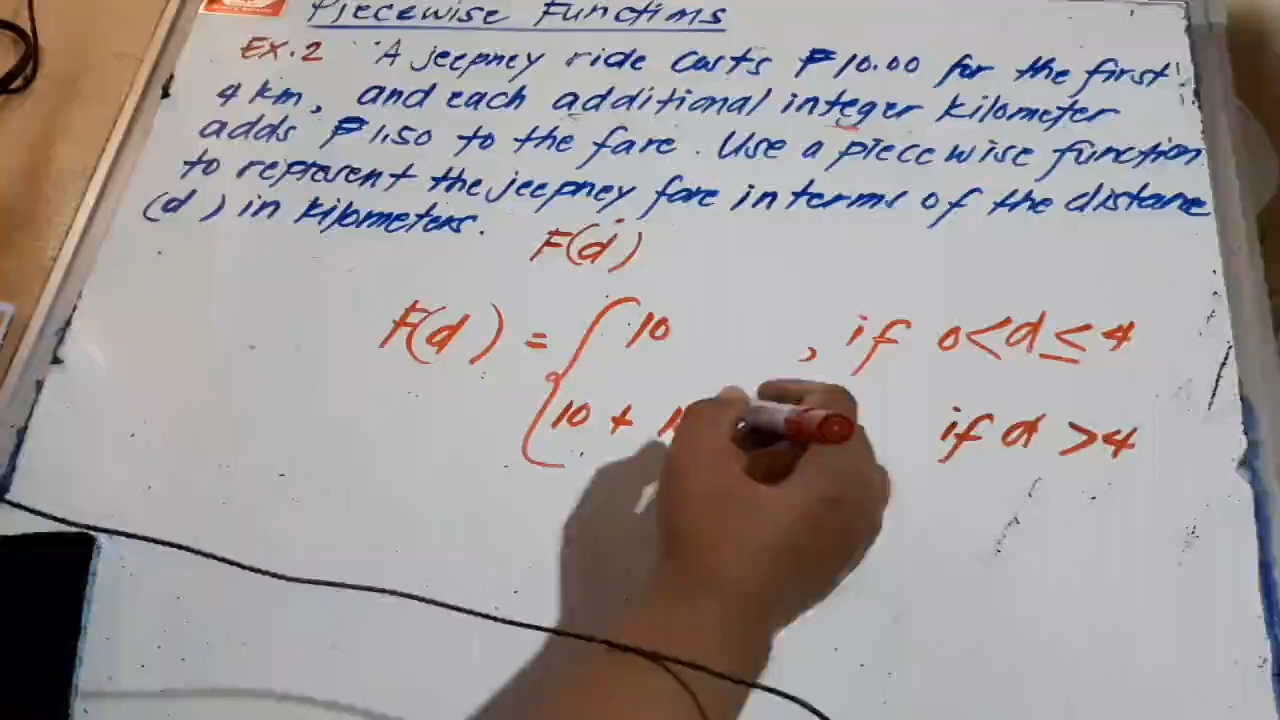 Piecewise Functions
Ex.2 "A jeepney ride costs ₱10.00 for the first
4 km, and each additional integer kilometer
adds ₱1.50 to the fare. Use a piecewise function
to represent the jeepney fare in terms of the distance
(d) in kilometers.
F(d)
F(d) = { 10 , if 0<d≤4
10 + 1 if d >4